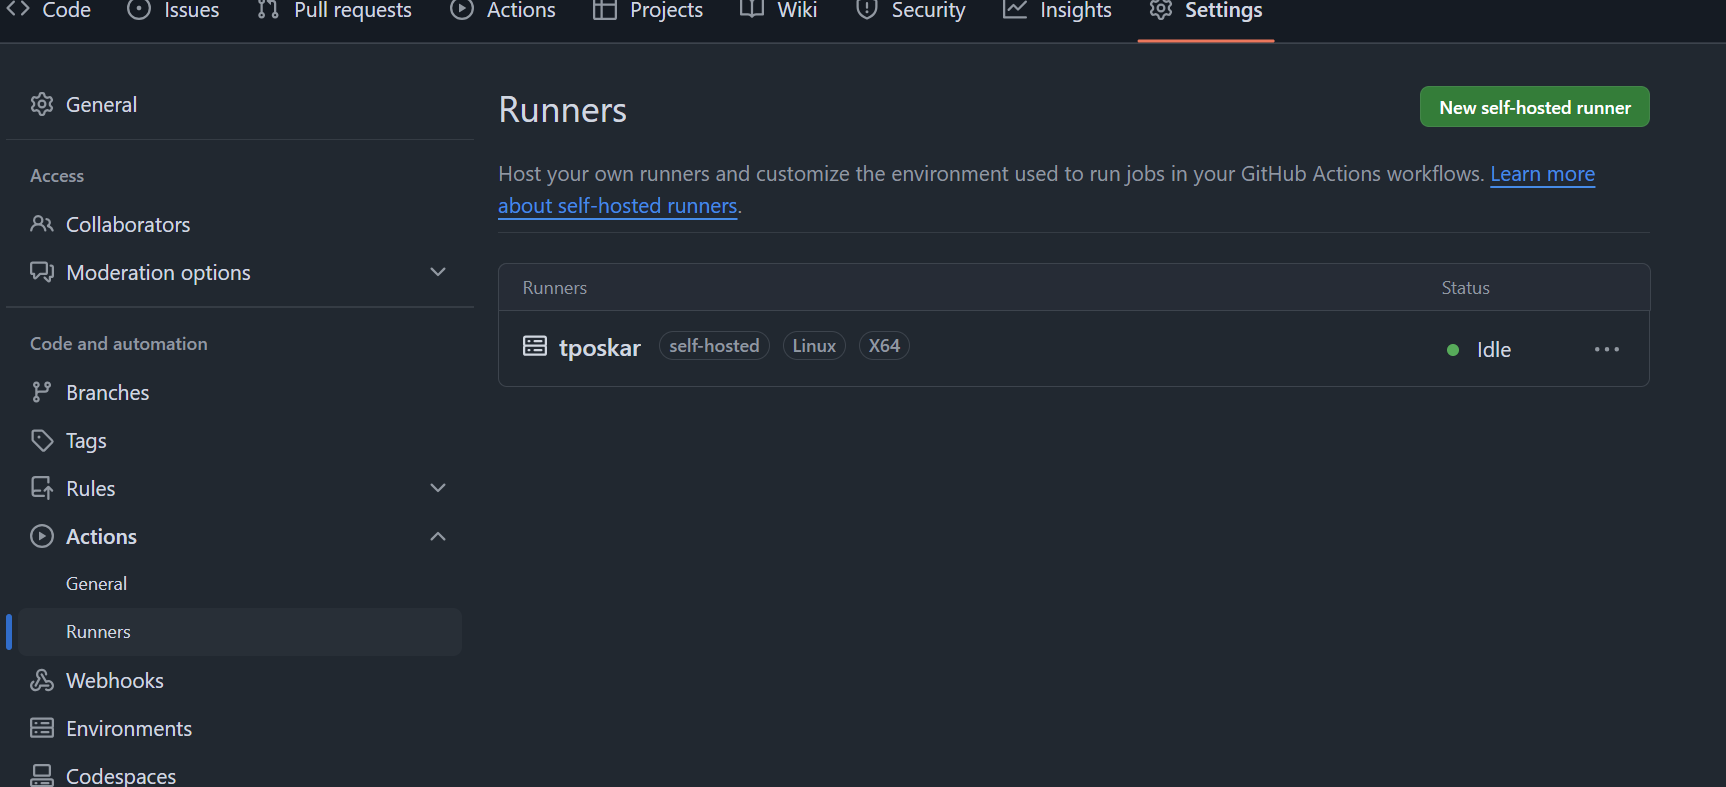 Code Issues Pull requests Actions Projects Wiki Security Insights Settings
General
Access
Collaborators
Moderation options
Code and automation
Branches
Tags
Rules
Actions
General
Runners
Webhooks
Environments
Codespaces
Runners
New self-hosted runner
Host your own runners and customize the environment used to run jobs in your GitHub Actions workflows. Learn more
about self-hosted runners.
Runners Status
tposkar self-hosted Linux X64 Idle